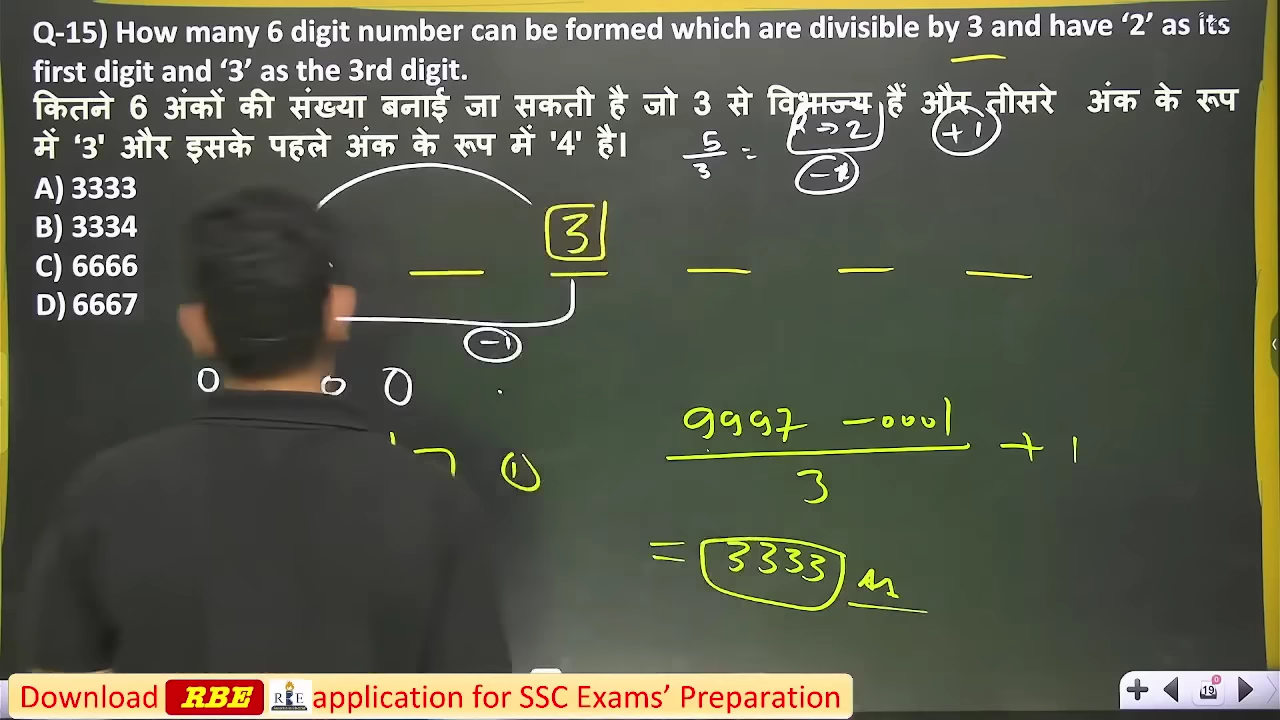 Q-15) How many 6 digit number can be formed which are divisible by 3 and have ‘2’ as its
first digit and ‘3’ as the 3rd digit.
कितने 6 अंकों की संख्या बनाई जा सकती है जो 3 से विभाज्य हैं और तीसरे अंक के रूप
में ‘3' और इसके पहले अंक के रूप में '4' है।
5/3 =
+1
A) 3333
B) 3334
C) 6666
D) 6667
3
-1
0 0 0
1
9997 - 0001
3
+ 1
= 3333 Ans
Download RBE RBE application for SSC Exams’ Preparation
19